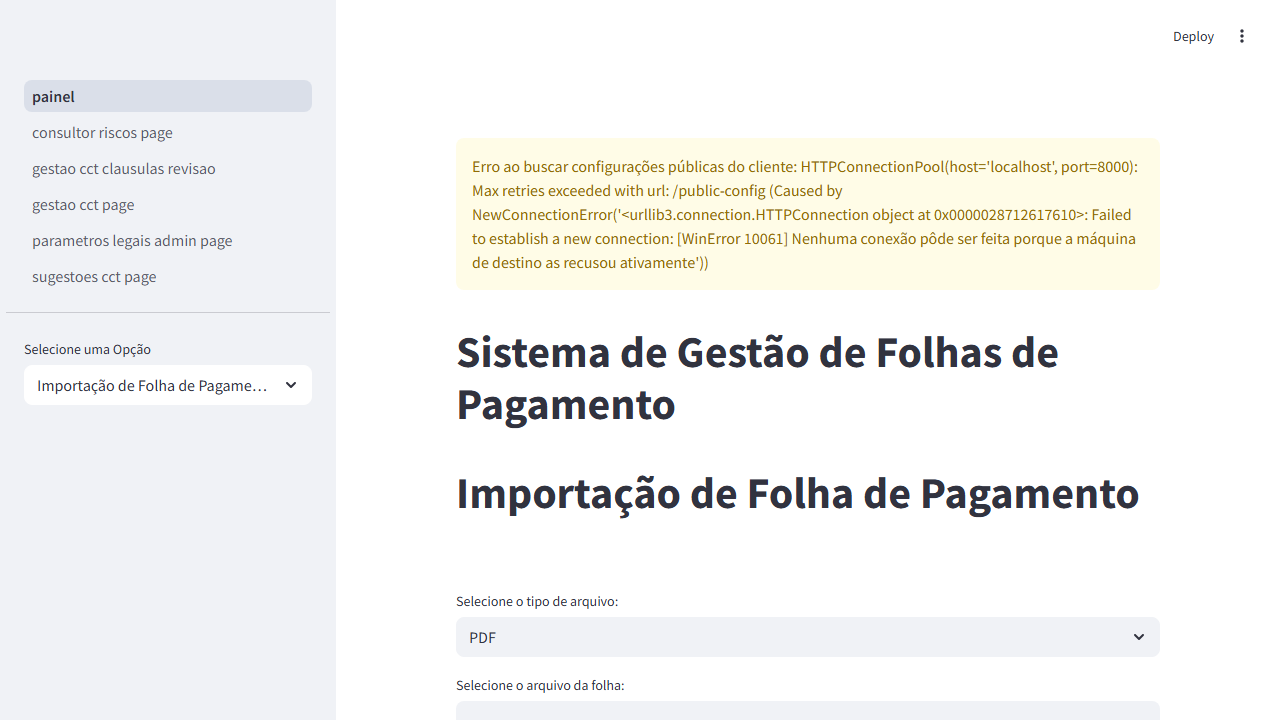 Deploy
painel
consultor riscos page
gestao cct clausulas revisao
gestao cct page
parametros legais admin page
sugestoes cct page
Selecione uma Opção
Importação de Folha de Pagame…
Erro ao buscar configurações públicas do cliente: HTTPConnectionPool(host='localhost', port=8000):
Max retries exceeded with url: /public-config (Caused by
NewConnectionError('<urllib3.connection.HTTPConnection object at 0x0000028712617610>: Failed
to establish a new connection: [WinError 10061] Nenhuma conexão pôde ser feita porque a máquina
de destino as recusou ativamente'))
Sistema de Gestão de Folhas de
Pagamento
Importação de Folha de Pagamento
Selecione o tipo de arquivo:
PDF
Selecione o arquivo da folha: